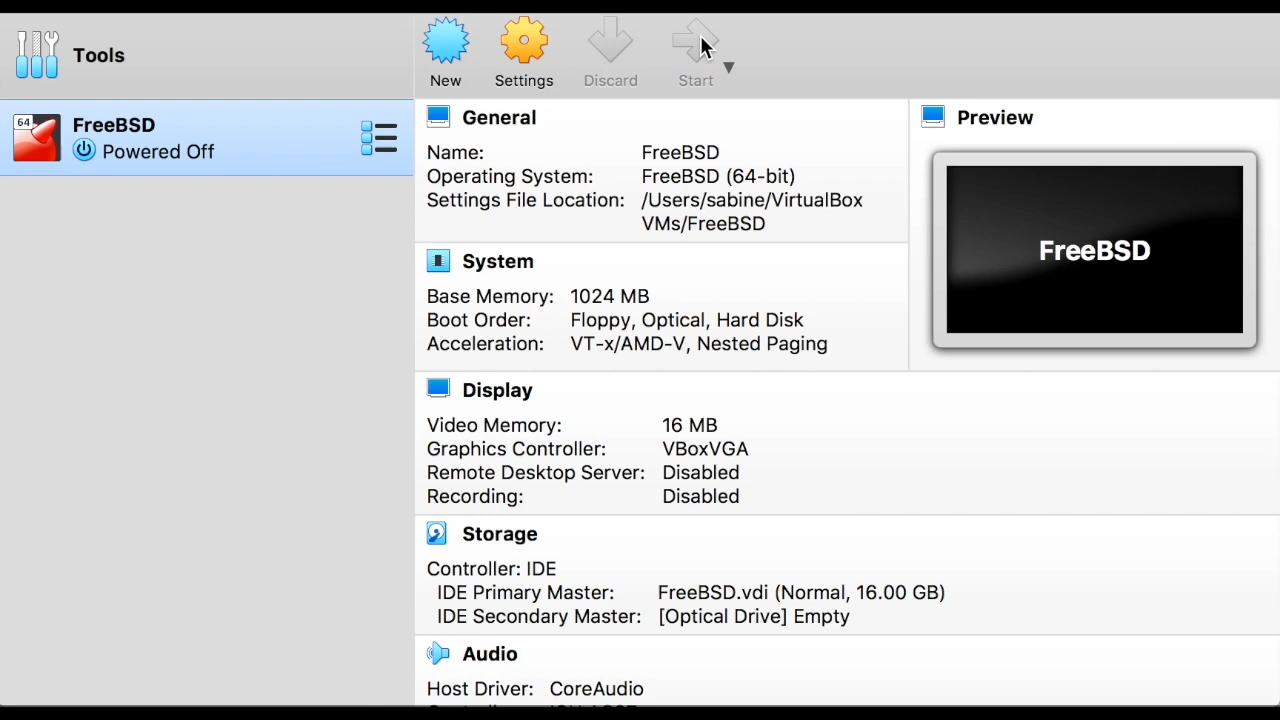 Tools
New
Settings
Discard
Start
64
FreeBSD
Powered Off
General
Name: FreeBSD
Operating System: FreeBSD (64-bit)
Settings File Location: /Users/sabine/VirtualBox
VMs/FreeBSD
Preview
FreeBSD
System
Base Memory: 1024 MB
Boot Order: Floppy, Optical, Hard Disk
Acceleration: VT-x/AMD-V, Nested Paging
Display
Video Memory: 16 MB
Graphics Controller: VBoxVGA
Remote Desktop Server: Disabled
Recording: Disabled
Storage
Controller: IDE
IDE Primary Master: FreeBSD.vdi (Normal, 16.00 GB)
IDE Secondary Master: [Optical Drive] Empty
Audio
Host Driver: CoreAudio